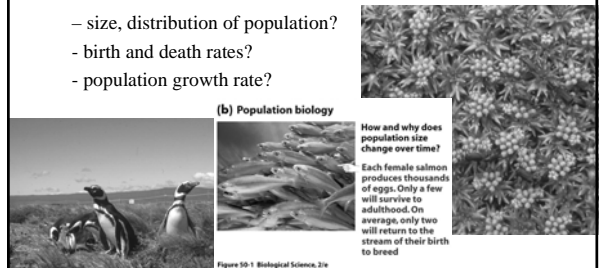 – size, distribution of population?
- birth and death rates?
- population growth rate?
(b) Population biology
How and why does
population size
change over time?
Each female salmon
produces thousands
of eggs. Only a few
will survive to
adulthood. On
average, only two
will return to the
stream of their birth
to breed
Figure 50-1 Biological Science, 2/e